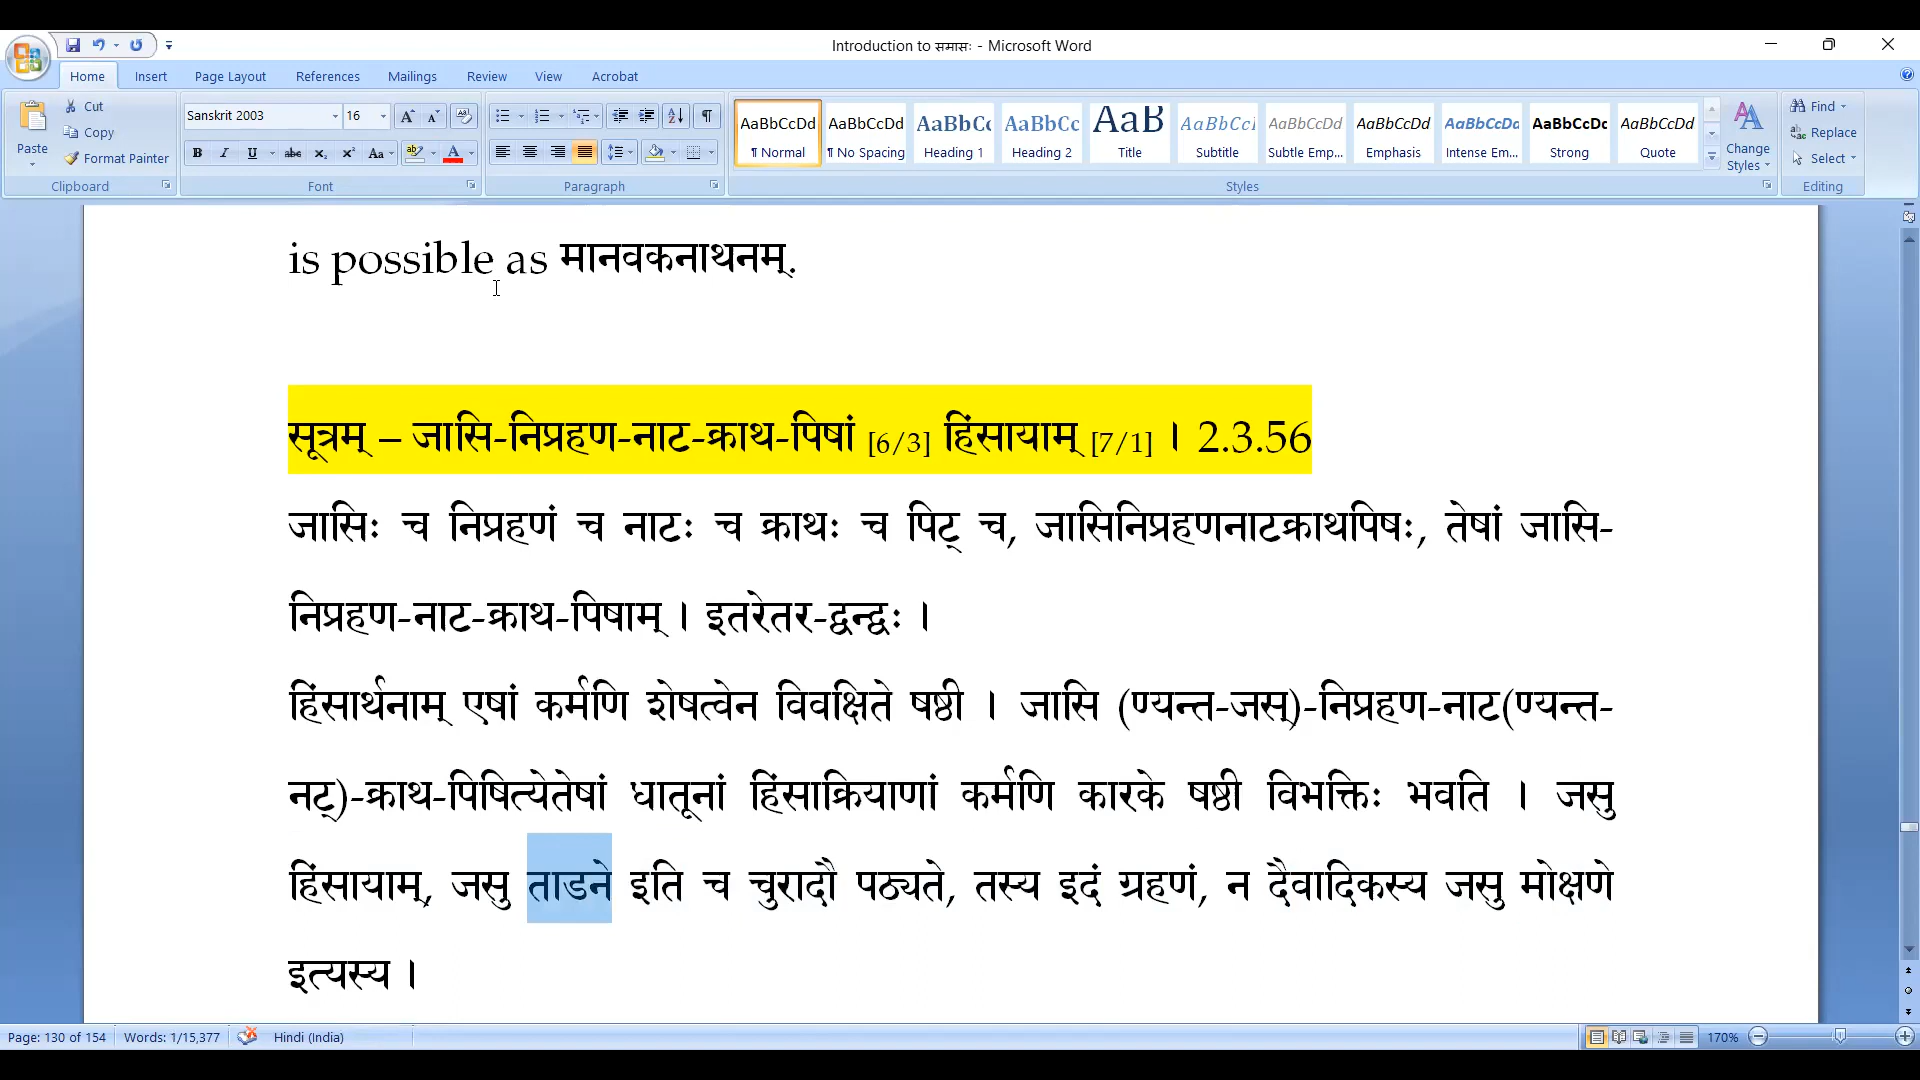 Introduction to समासः - Microsoft Word
Home Insert Page Layout References Mailings Review View Acrobat
Paste Cut Copy Format Painter Clipboard
Sanskrit 2003 16 Font
Paragraph
AaBbCcDd AaBbCcDd AaBbCc AaBbCc AaB AaBbCcl AaBbCcDd AaBbCcDd AaBbCcDd AaBbCcDc AaBbCcDd
¶ Normal ¶ No Spacing Heading 1 Heading 2 Title Subtitle Subtle Emp... Emphasis Intense Em... Strong Quote
Styles
Change Styles
Find Replace Select Editing
is possible as मानवकनाथनम्.
सूत्रम् – जासि-निप्रहण-नाट-क्राथ-पिषां [6/3] हिंसायाम् [7/1] । 2.3.56
जासिः च निप्रहणं च नाटः च क्राथः च पिट् च, जासिनिप्रहणनाटक्राथपिषः, तेषां जासि-
निप्रहण-नाट-क्राथ-पिषाम् । इतरेतर-द्वन्द्वः ।
हिंसार्थनाम् एषां कर्मणि शेषत्वेन विवक्षिते षष्ठी । जासि (ण्यन्त-जस्)-निप्रहण-नाट(ण्यन्त-
नट्)-क्राथ-पिषित्येतेषां धातूनां हिंसाक्रियाणां कर्मणि कारके षष्ठी विभक्तिः भवति । जसु
हिंसायाम्, जसु ताडने इति च चुरादौ पठ्यते, तस्य इदं ग्रहणं, न दैवादिकस्य जसु मोक्षणे
इत्यस्य ।
Page: 130 of 154 Words: 1/15,377 Hindi (India) 170%